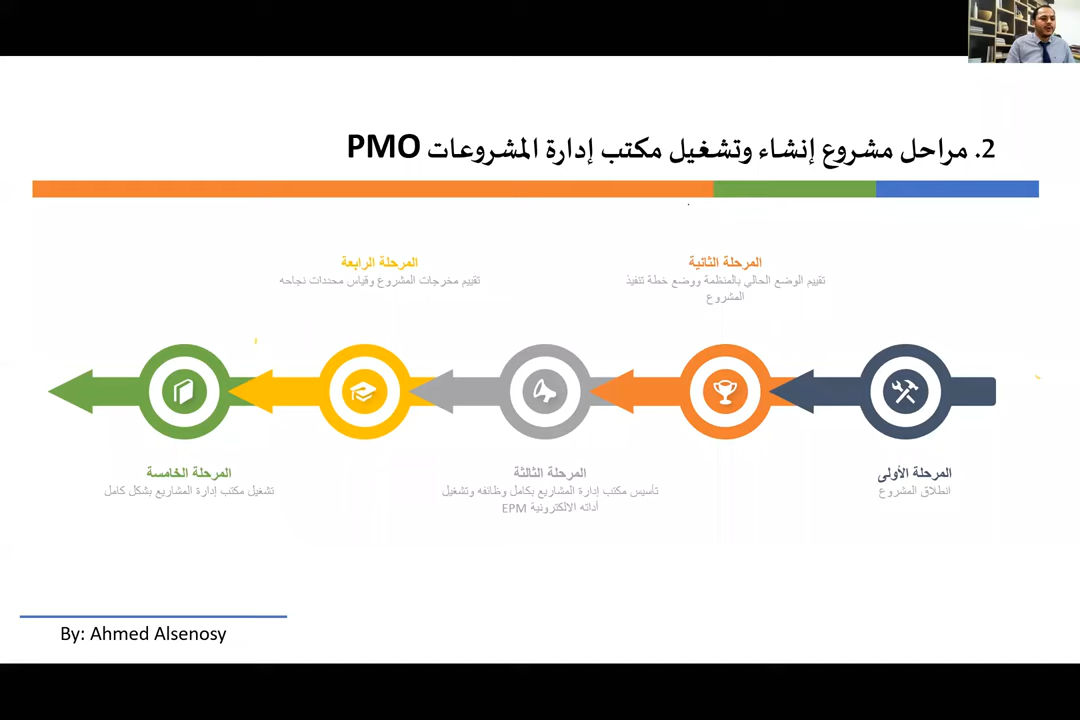 2. مراحل مشروع إنشاء وتشغيل مكتب إدارة المشروعات PMO
المرحلة الأولى
انطلاق المشروع
المرحلة الثانية
تقييم الوضع الحالي بالمنظمة ووضع خطة تنفيذ
المشروع
المرحلة الثالثة
تأسيس مكتب إدارة المشاريع بكامل وظائفه وتشغيل
أداته الالكترونية EPM
المرحلة الرابعة
تقييم مخرجات المشروع وقياس محددات نجاحه
المرحلة الخامسة
تشغيل مكتب إدارة المشاريع بشكل كامل
By: Ahmed Alsenosy